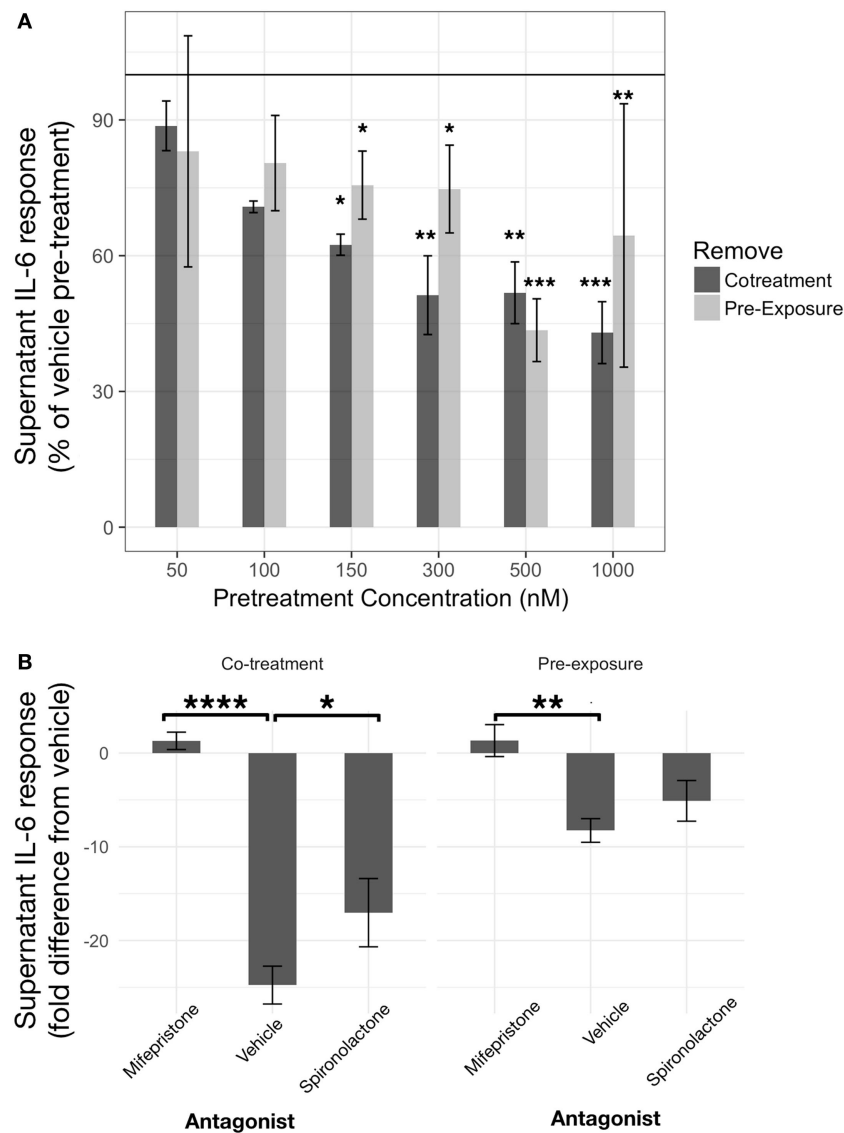 A
Supernatant IL-6 response
(% of vehicle pre-treatment)
90
60
30
0
*
*
**
*
**
***
***
**
50 100 150 300 500 1000
Pretreatment Concentration (nM)
Remove
Cotreatment
Pre-Exposure
B
Co-treatment
Pre-exposure
Supernatant IL-6 response
(fold difference from vehicle)
0
-10
-20
****
*
**
Mifepristone
Vehicle
Spironolactone
Mifepristone
Vehicle
Spironolactone
Antagonist
Antagonist